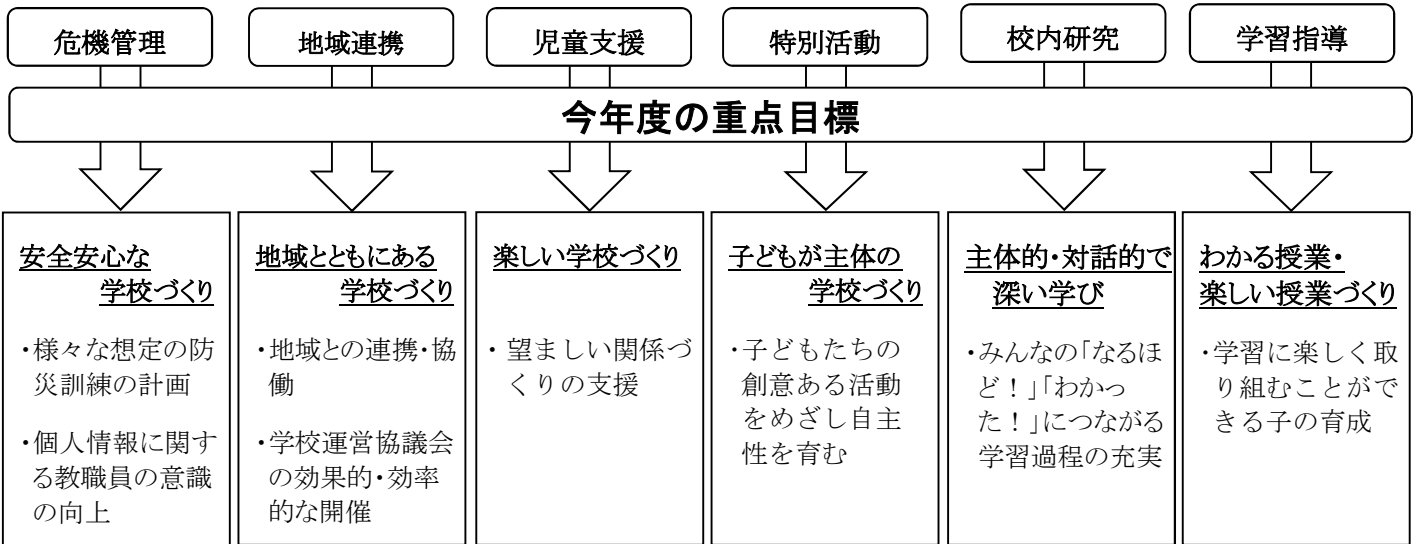 危機管理
地域連携
児童支援
特別活動
校内研究
学習指導
今年度の重点目標
安全安心な
学校づくり
・様々な想定の防
災訓練の計画
・個人情報に関す
る教職員の意識
の向上
地域とともにある
学校づくり
・地域との連携・協
働
・学校運営協議会
の効果的・効率
的な開催
楽しい学校づくり
・望ましい関係づ
くりの支援
子どもが主体の
学校づくり
・子どもたちの
創意ある活動
をめざし自主
性を育む
主体的・対話的で
深い学び
・みんなの「なるほ
ど！」「わかっ
た！」につながる
学習過程の充実
わかる授業・
楽しい授業づくり
・学習に楽しく取
り組むことがで
きる子の育成